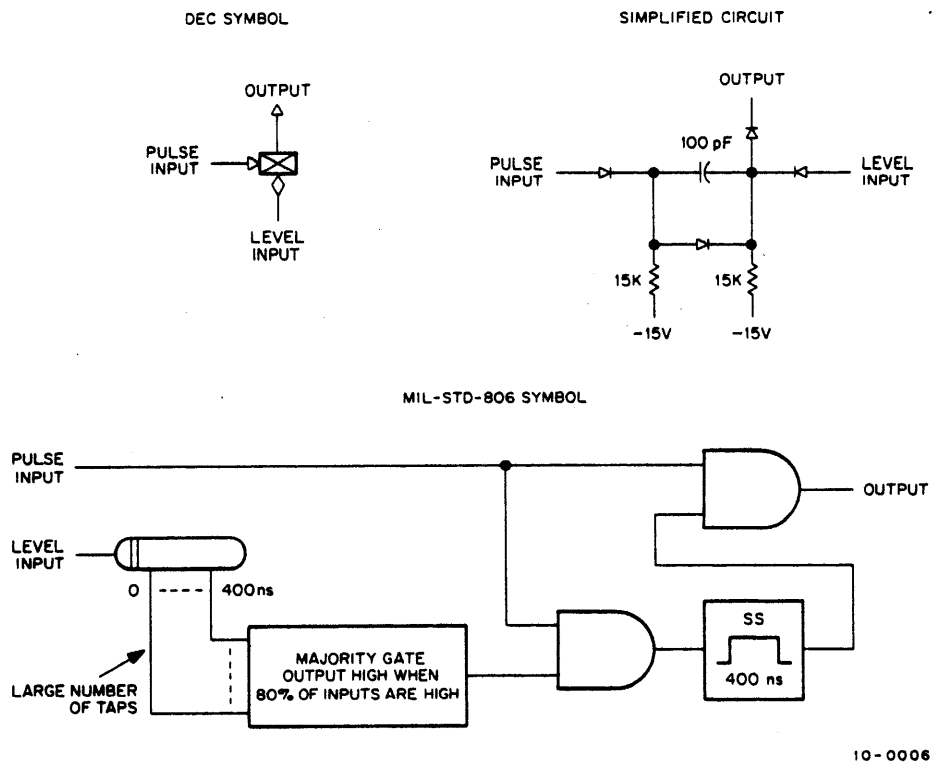 DEC SYMBOL
OUTPUT
PULSE
INPUT
LEVEL
INPUT
SIMPLIFIED CIRCUIT
OUTPUT
100 pF
PULSE
INPUT
LEVEL
INPUT
15K
15K
-15V
-15V
MIL-STD-806 SYMBOL
PULSE
INPUT
OUTPUT
LEVEL
INPUT
0 ---- 400ns
LARGE NUMBER
OF TAPS
MAJORITY GATE
OUTPUT HIGH WHEN
80% OF INPUTS ARE HIGH
SS
400 ns
10-0006